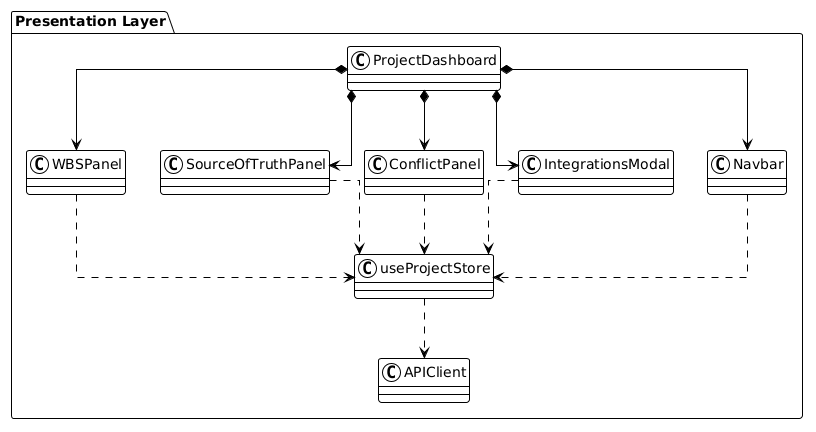 Presentation Layer
C ProjectDashboard
C WBSPanel
C SourceOfTruthPanel
C ConflictPanel
C IntegrationsModal
C Navbar
C useProjectStore
C APIClient